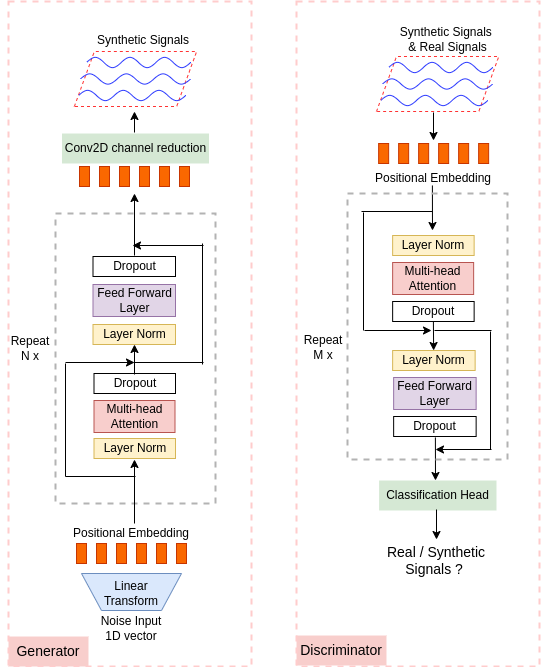 Synthetic Signals
Conv2D channel reduction
Dropout
Feed Forward
Layer
Layer Norm
Repeat
N x
Dropout
Multi-head
Attention
Layer Norm
Positional Embedding
Linear
Transform
Noise Input
1D vector
Generator
Synthetic Signals
& Real Signals
Positional Embedding
Layer Norm
Multi-head
Attention
Dropout
Repeat
M x
Layer Norm
Feed Forward
Layer
Dropout
Classification Head
Real / Synthetic
Signals ?
Discriminator